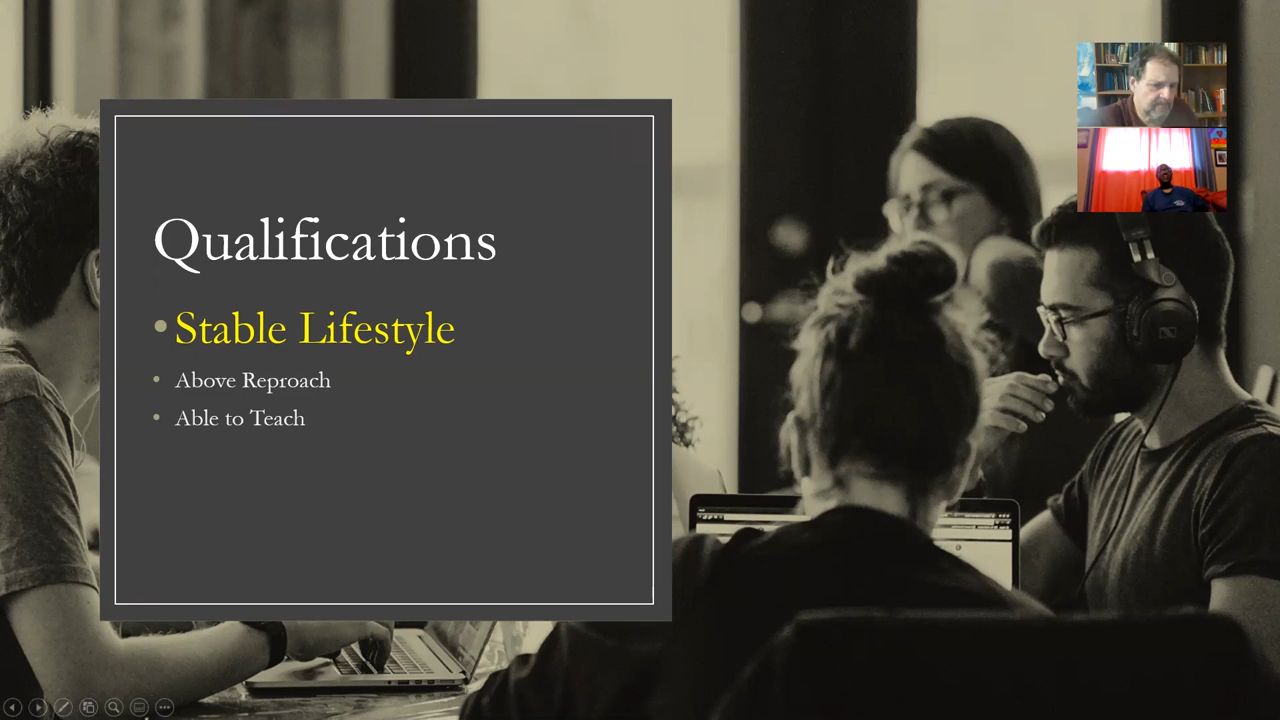 Qualifications
• Stable Lifestyle
• Above Reproach
• Able to Teach